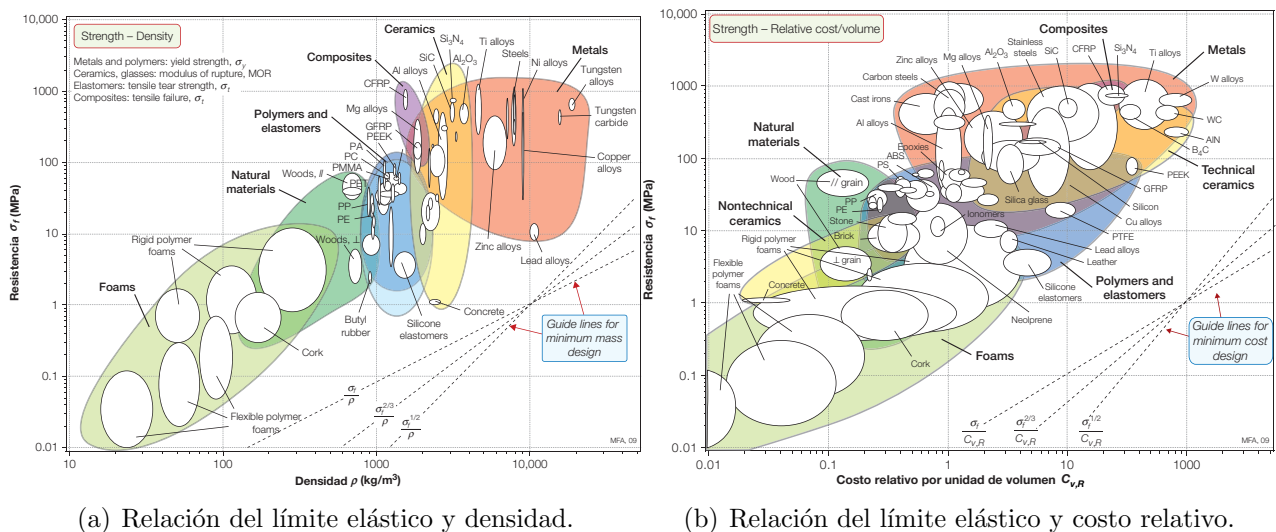 10,000
Strength – Density
Metals and polymers: yield strength, σy
Ceramics, glasses: modulus of rupture, MOR
Elastomers: tensile tear strength, σt
Composites: tensile failure, σt
Ceramics
Si3N4
SiC
Al2O3
Ti alloys
Steels
Ni alloys
Metals
Tungsten
alloys
Tungsten
carbide
Copper
alloys
Composites
CFRP
Al alloys
Mg alloys
Polymers and
elastomers
GFRP
PEEK
PA
PC
PMMA
PE
PP
PE
Natural
materials
Woods, //
Woods, ⊥
Rigid polymer
foams
Foams
Zinc alloys
Lead alloys
Concrete
Butyl
rubber
Silicone
elastomers
Cork
Flexible polymer
foams
Guide lines for
minimum mass
design
σf
ρ
σf2/3
ρ
σf1/2
ρ
MFA, 09
1000
100
10
1
0.1
0.01
Resistencia σf (MPa)
10
100
1000
10,000
Densidad ρ (kg/m3)
(a) Relación del límite elástico y densidad.
10,000
Strength – Relative cost/volume
Composites
Stainless
steels
Al2O3
SiC
CFRP
Si3N4
Ti alloys
Metals
W alloys
WC
AlN
B4C
Zinc alloys
Mg alloys
Carbon steels
Cast irons
Al alloys
Natural
materials
Epoxies
ABS
PS
Wood
// grain
PP
PE
Stone
Brick
Nontechnical
ceramics
Rigid polymer
foams
⊥ grain
Flexible
polymer
foams
Concrete
Technical
ceramics
PEEK
GFRP
Silicon
Silica glass
Cu alloys
Ionomers
PTFE
Lead alloys
Leather
Polymers and
elastomers
Silicone
elastomers
Neoprene
Foams
Cork
Guide lines for
minimum cost
design
σf
Cv,R
σf2/3
Cv,R
σf1/2
Cv,R
MFA, 09
1000
100
10
1
0.1
0.01
Resistencia σf (MPa)
0.01
0.1
1
10
100
1000
Costo relativo por unidad de volumen Cv,R
(b) Relación del límite elástico y costo relativo.